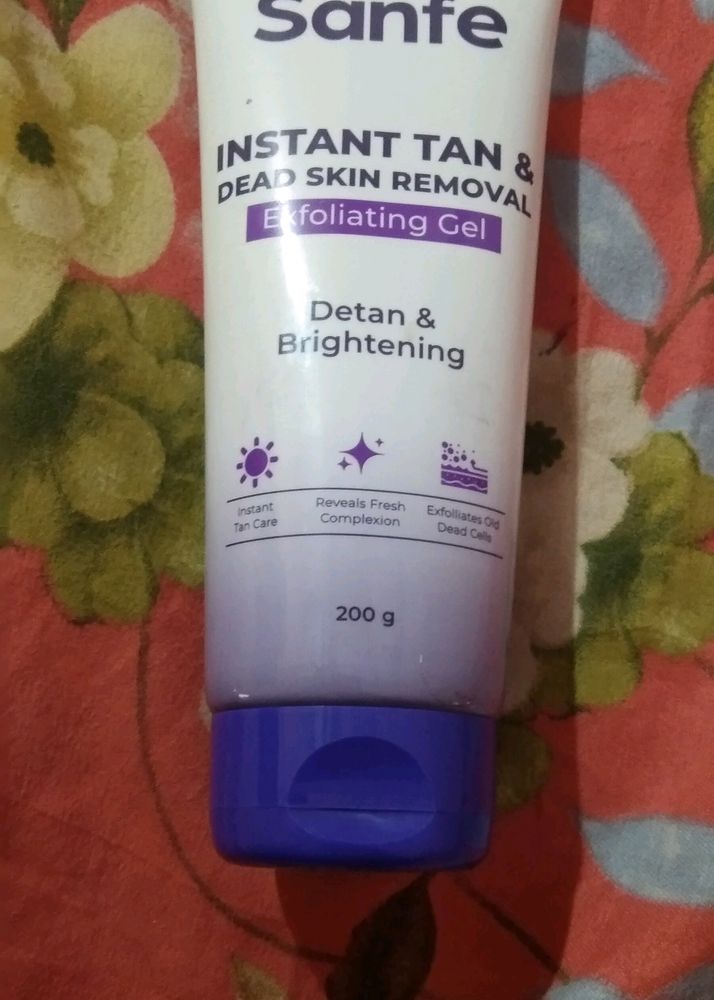 Sanfe
INSTANT TAN &
DEAD SKIN REMOVAL
Exfoliating Gel
Detan &
Brightening
Instant
Tan Care
Reveals Fresh
Complexion
Exfolliates Old
Dead Cells
200 g